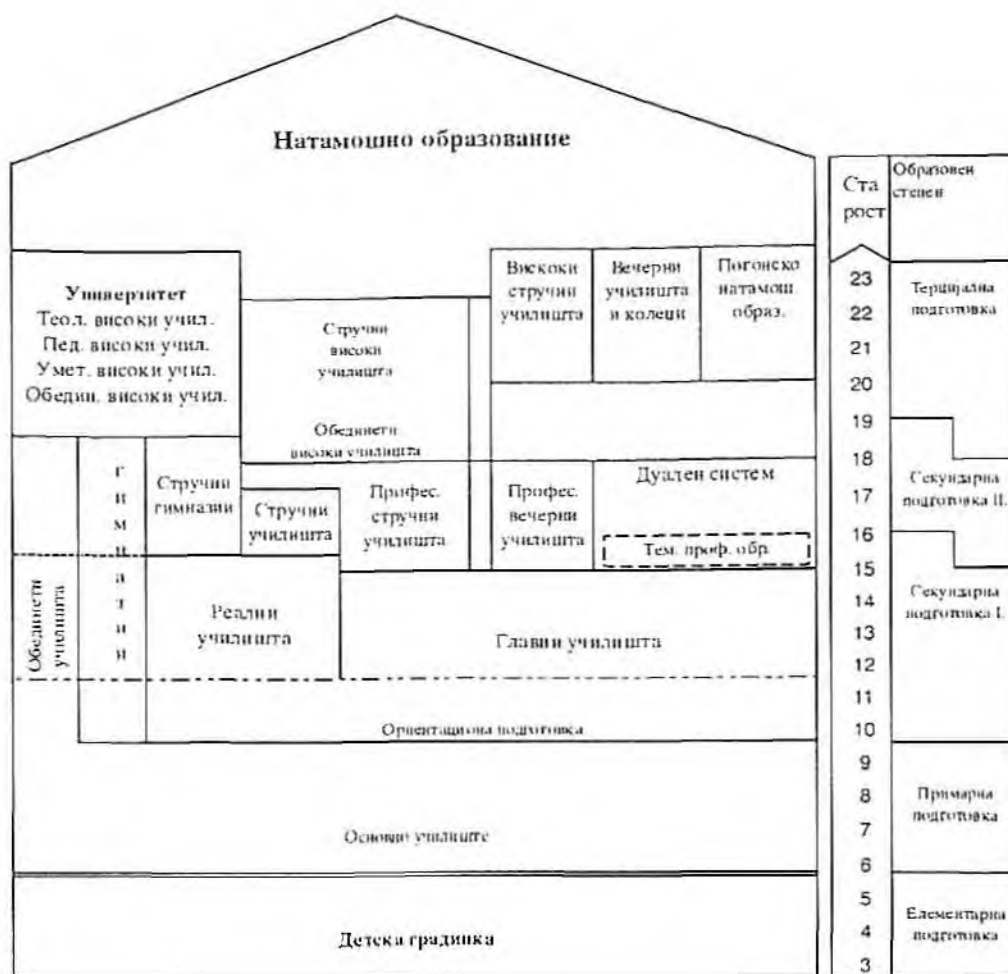 Натамошно образование
Ста
рост
Образовен
степен
Универзитет
Теол. високи учил.
Пед. високи учил.
Умет. високи учил.
Обедин. високи учил.
Стручни
високи
училишта
Обединети
високи училишта
Вискоки
стручни
училишта
Вечерни
училишта
и колеџи
Погонско
натамош.
образ.
23
22
21
20
19
18
17
16
15
14
13
12
11
10
9
8
7
6
5
4
3
Терцијална
подготовка
Секундарна
подготовка II.
Секундарна
подготовка I.
Примарна
подготовка
Елементарна
подготовка
Обединети
училишта
г
и
м
н
а
з
и
и
Стручни
гимназии
Стручни
училишта
Профес.
стручни
училишта
Профес.
вечерни
училишта
Дуален систем
Тем. проф. обр.
Реални
училишта
Главни училишта
Ориентациона подготовка
Основно училиште
Детска градинка